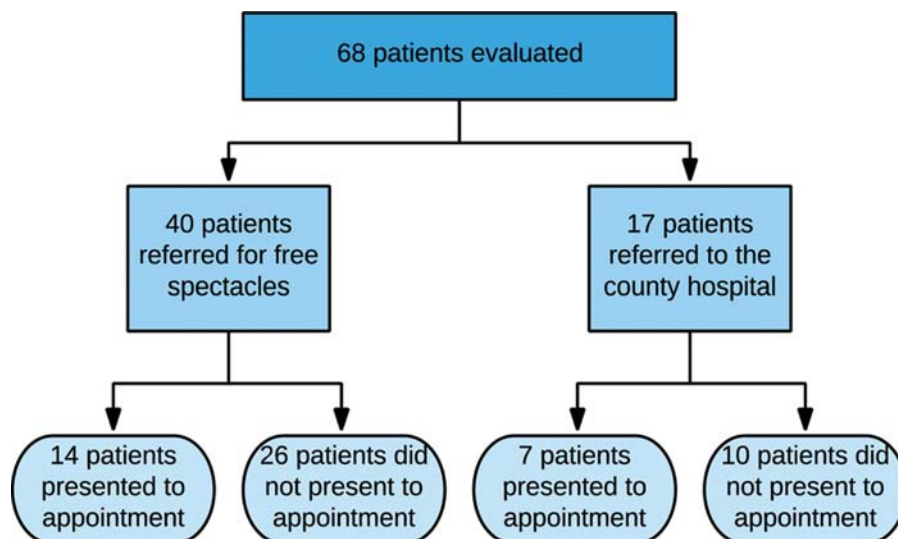 68 patients evaluated
40 patients
referred for free
spectacles
17 patients
referred to the
county hospital
14 patients
presented to
appointment
26 patients did
not present to
appointment
7 patients
presented to
appointment
10 patients did
not present to
appointment